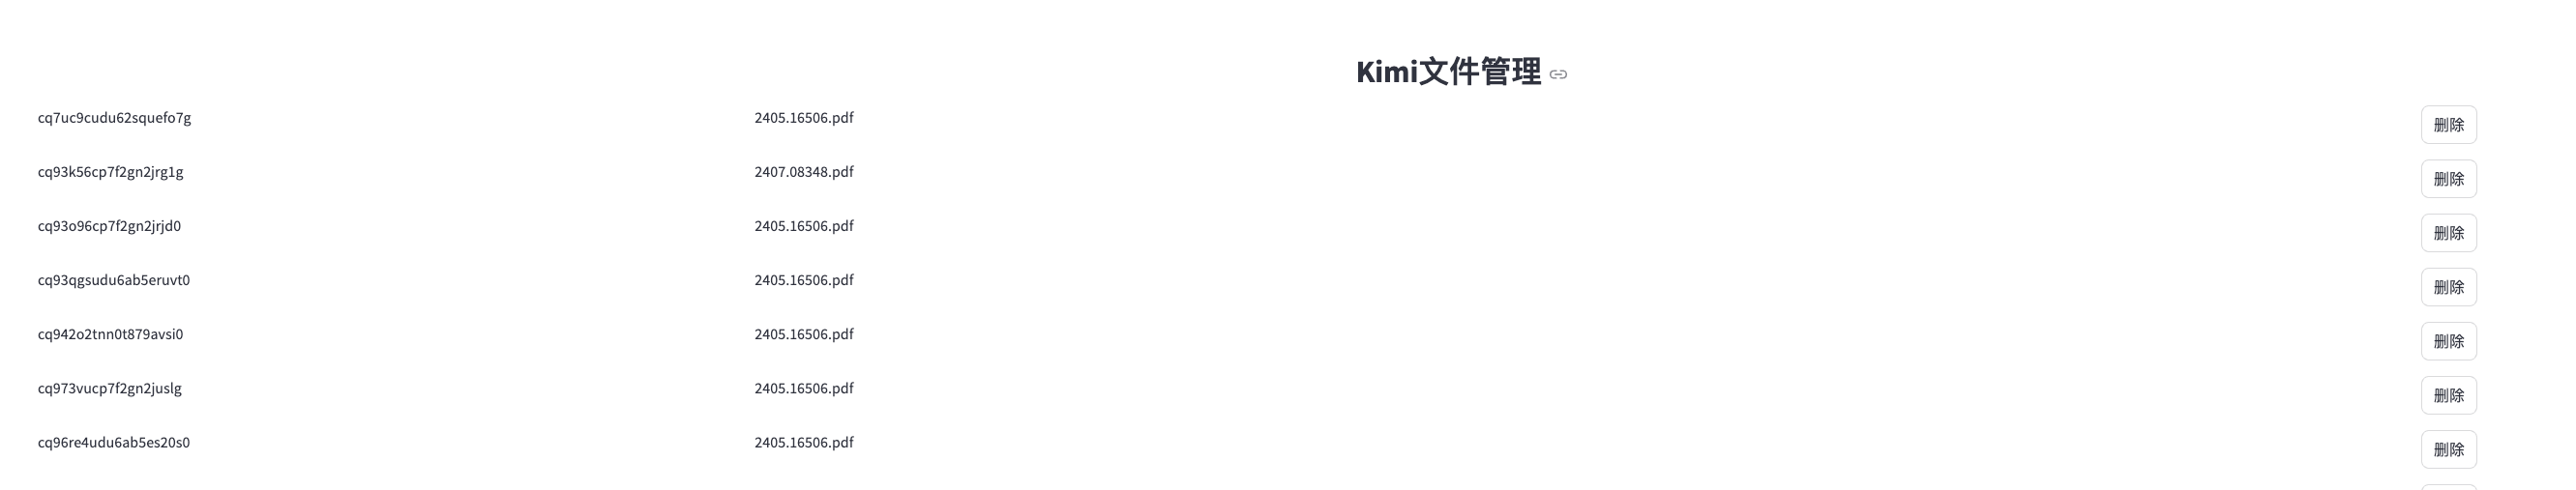 Kimi文件管理
cq7uc9cudu62squefo7g 2405.16506.pdf 删除
cq93k56cp7f2gn2jrg1g 2407.08348.pdf 删除
cq93o96cp7f2gn2jrjd0 2405.16506.pdf 删除
cq93qgsudu6ab5eruvt0 2405.16506.pdf 删除
cq942o2tnn0t879avsi0 2405.16506.pdf 删除
cq973vucp7f2gn2juslg 2405.16506.pdf 删除
cq96re4udu6ab5es20s0 2405.16506.pdf 删除